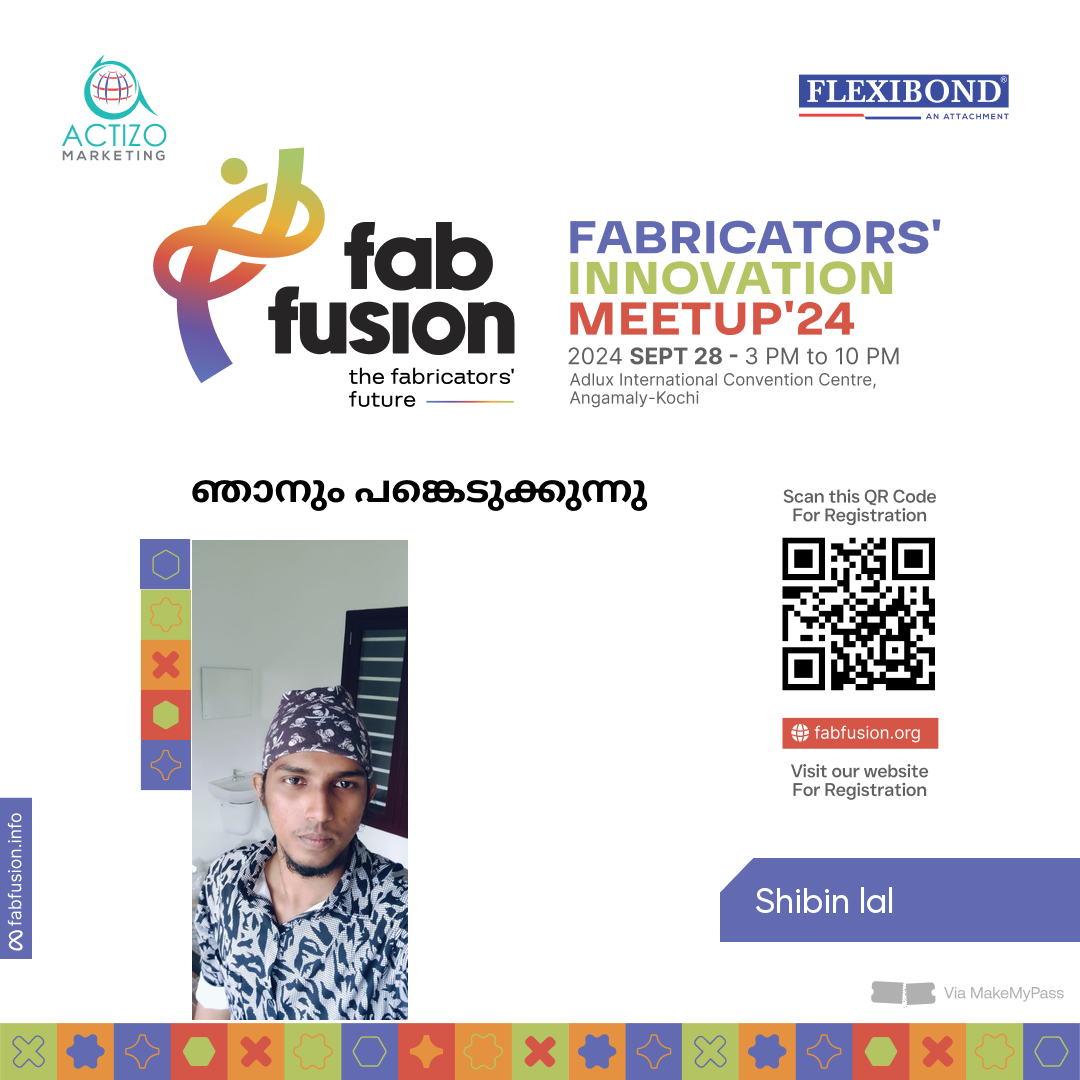 ACTIZO
MARKETING
FLEXIBOND®
AN ATTACHMENT
fab
fusion
the fabricators'
future
FABRICATORS'
INNOVATION
MEETUP'24
2024 SEPT 28 - 3 PM to 10 PM
Adlux International Convention Centre,
Angamaly-Kochi
ഞാനും പങ്കെടുക്കുന്നു
Scan this QR Code
For Registration
fabfusion.org
Visit our website
For Registration
fabfusion.info
Shibin lal
Via MakeMyPass